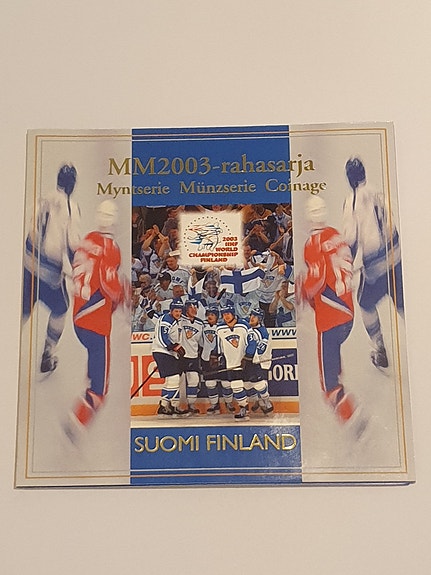 MM2003-rahasarja
Myntserie Münzserie Coinage
2003
IIHF
WORLD
CHAMPIONSHIP
FINLAND
SUOMI FINLAND